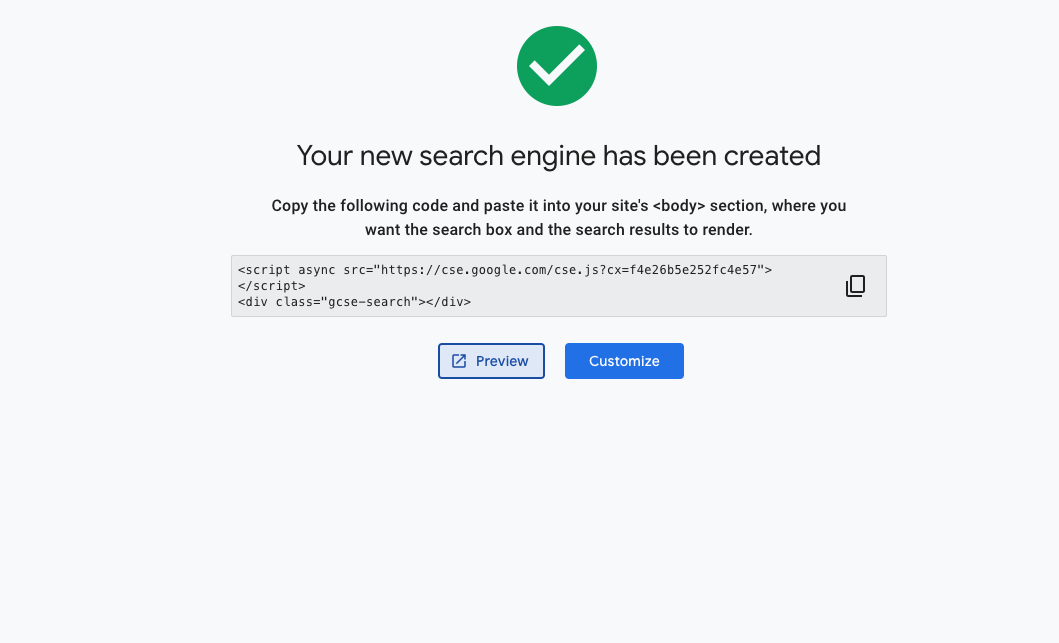 Your new search engine has been created
Copy the following code and paste it into your site's <body> section, where you
want the search box and the search results to render.
<script async src="https://cse.google.com/cse.js?cx=f4e26b5e252fc4e57">
</script>
<div class="gcse-search"></div>
Preview
Customize